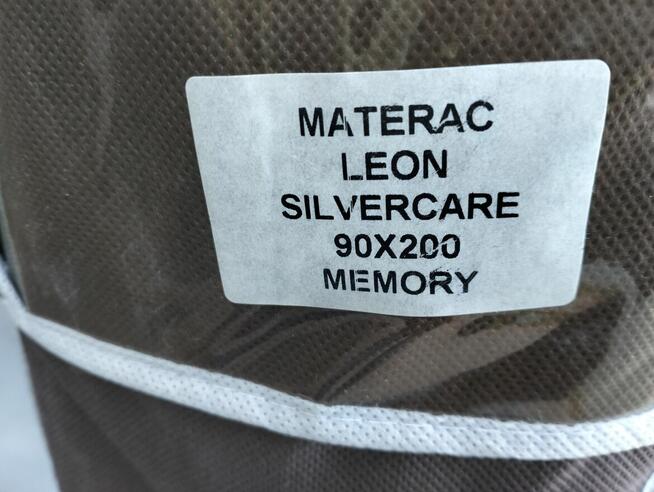 MATERAC
LEON
SILVERCARE
90X200
MEMORY